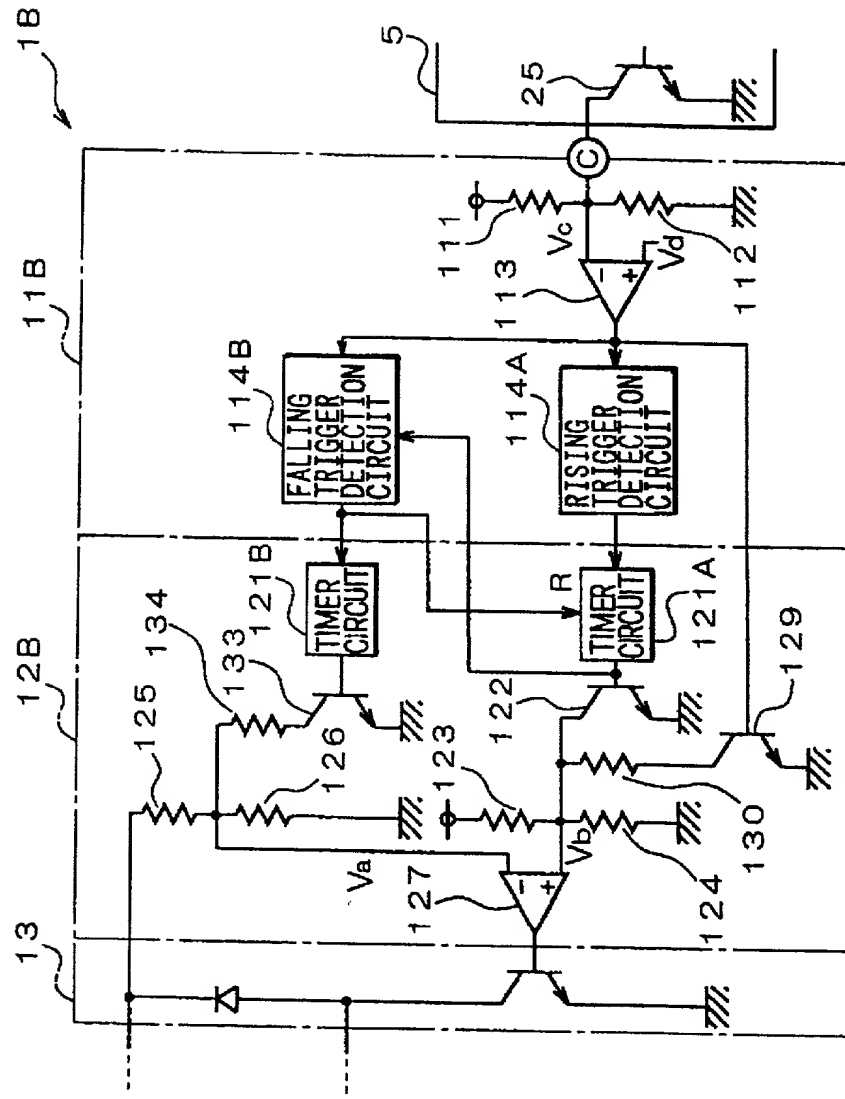 1B
11B
12B
13
5
25
C
111
112
Vc
Vd
−
+
113
114B
FALLING
TRIGGER
DETECTION
CIRCUIT
114A
RISING
TRIGGER
DETECTION
CIRCUIT
121B
TIMER
CIRCUIT
R
TIMER
CIRCUIT
121A
134
133
125
126
122
123
129
130
124
Va
Vb
−
+
127